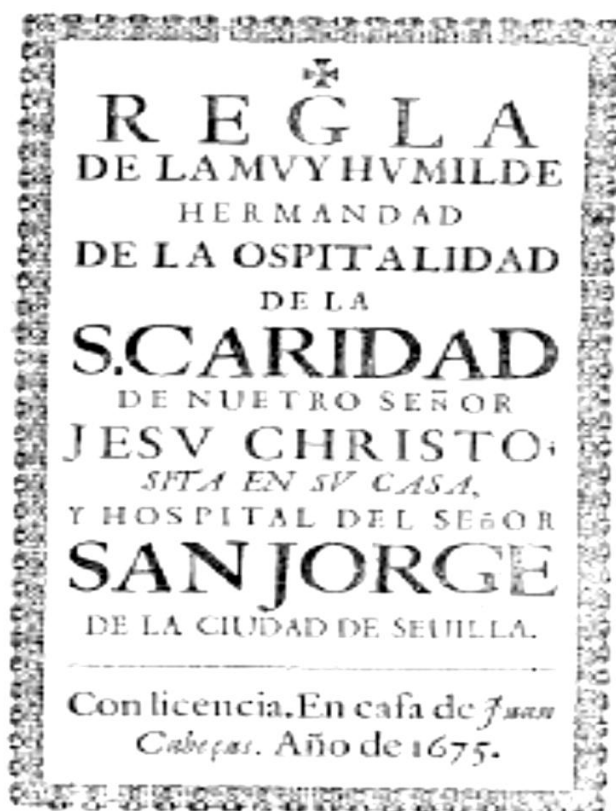 REGLA
DE LA MVY HVMILDE
HERMANDAD
DE LA OSPITALIDAD
DE LA
S.CARIDAD
DE NUETRO SEÑOR
JESV CHRISTO;
SITA EN SV CASA,
Y HOSPITAL DEL SEñOR
SAN JORGE
DE LA CIUDAD DE SEUILLA.
Con licencia. En casa de Juan
Cabeças. Año de 1675.